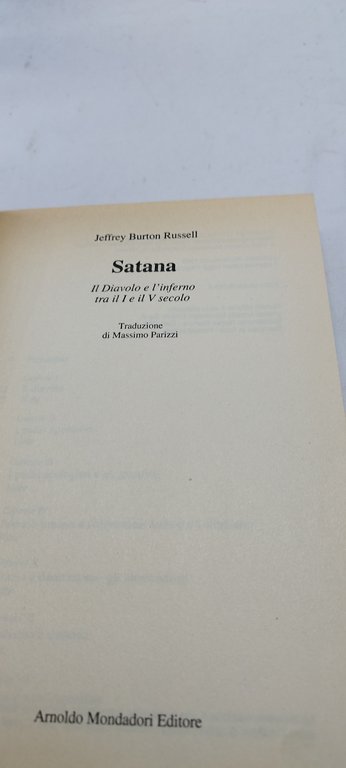 Jeffrey Burton Russell
Satana
Il Diavolo e l'inferno
tra il I e il V secolo
Traduzione
di Massimo Parizzi
Arnoldo Mondadori Editore